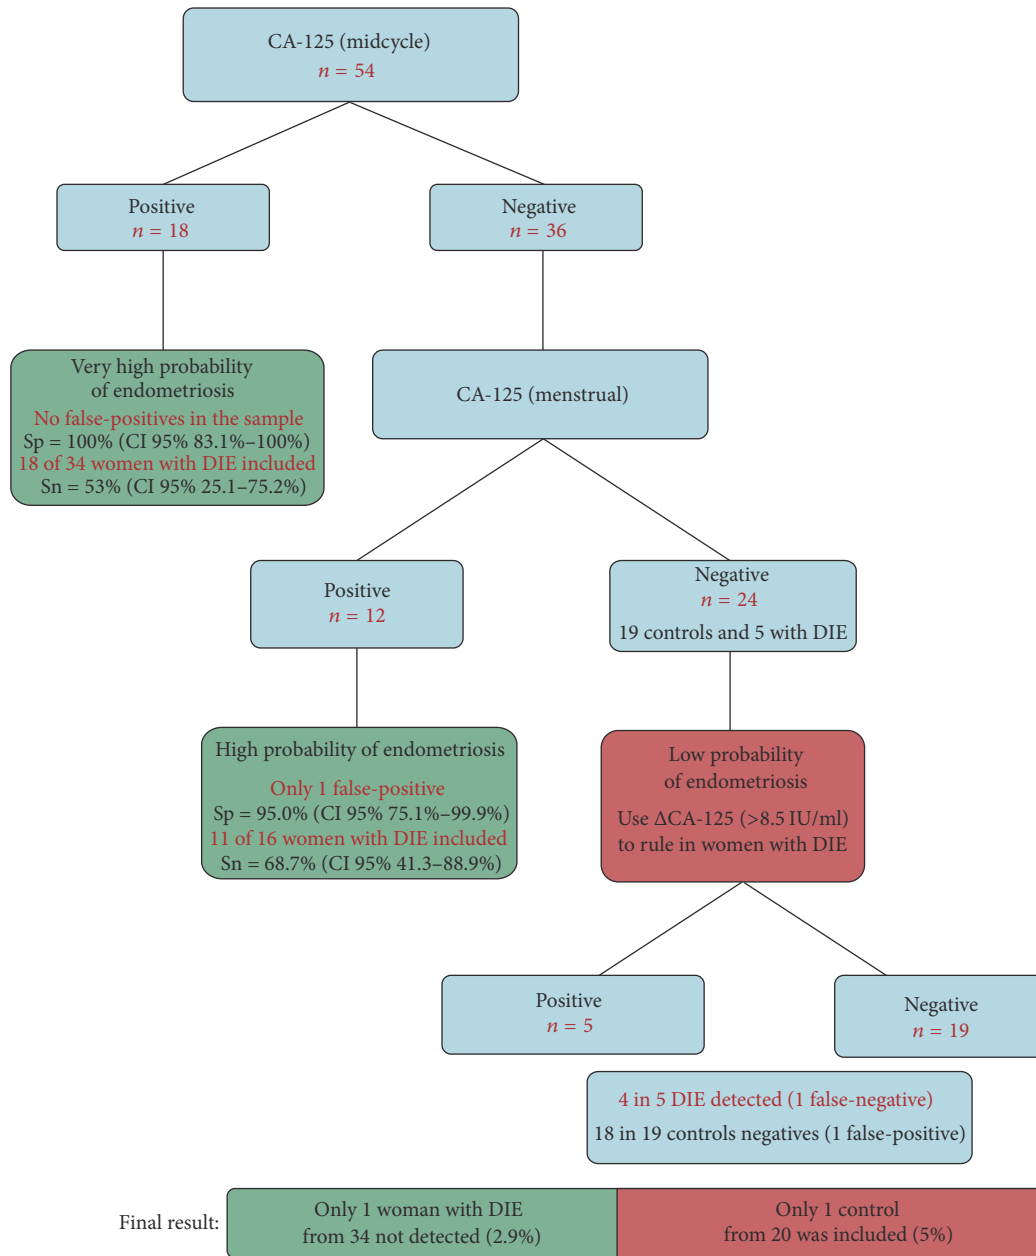 CA-125 (midcycle)
n = 54
Positive
n = 18
Negative
n = 36
Very high probability
of endometriosis
No false-positives in the sample
Sp = 100% (CI 95% 83.1%–100%)
18 of 34 women with DIE included
Sn = 53% (CI 95% 25.1–75.2%)
CA-125 (menstrual)
Positive
n = 12
Negative
n = 24
19 controls and 5 with DIE
High probability of endometriosis
Only 1 false-positive
Sp = 95.0% (CI 95% 75.1%–99.9%)
11 of 16 women with DIE included
Sn = 68.7% (CI 95% 41.3–88.9%)
Low probability
of endometriosis
Use ΔCA-125 (>8.5 IU/ml)
to rule in women with DIE
Positive
n = 5
Negative
n = 19
4 in 5 DIE detected (1 false-negative)
18 in 19 controls negatives (1 false-positive)
Final result:
Only 1 woman with DIE
from 34 not detected (2.9%)
Only 1 control
from 20 was included (5%)